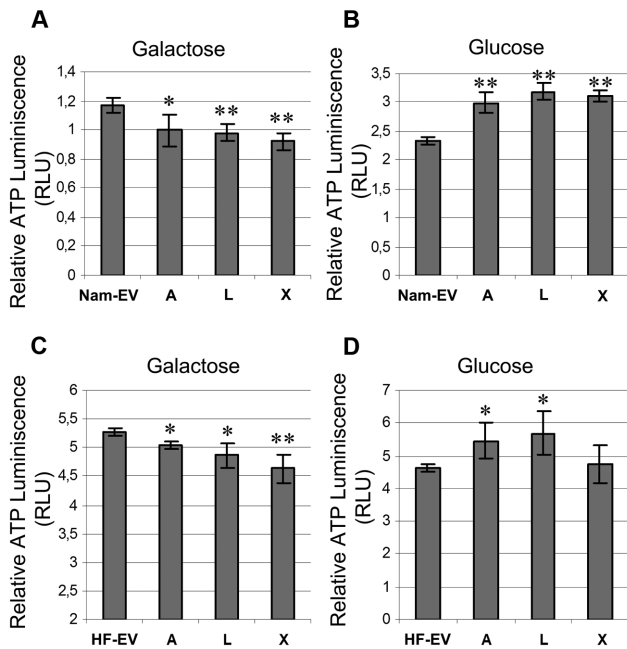 A
Galactose
Relative ATP Luminiscence
(RLU)
1,4
1,2
1
0,8
0,6
0,4
0,2
0
*
**
**
Nam-EV A L X
B
Glucose
Relative ATP Luminiscence
(RLU)
3,5
3
2,5
2
1,5
1
0,5
0
**
**
**
Nam-EV A L X
C
Galactose
Relative ATP Luminiscence
(RLU)
6
5,5
5
4,5
4
3,5
3
2,5
2
*
*
**
HF-EV A L X
D
Glucose
Relative ATP Luminiscence
(RLU)
7
6
5
4
3
2
1
0
*
*
HF-EV A L X